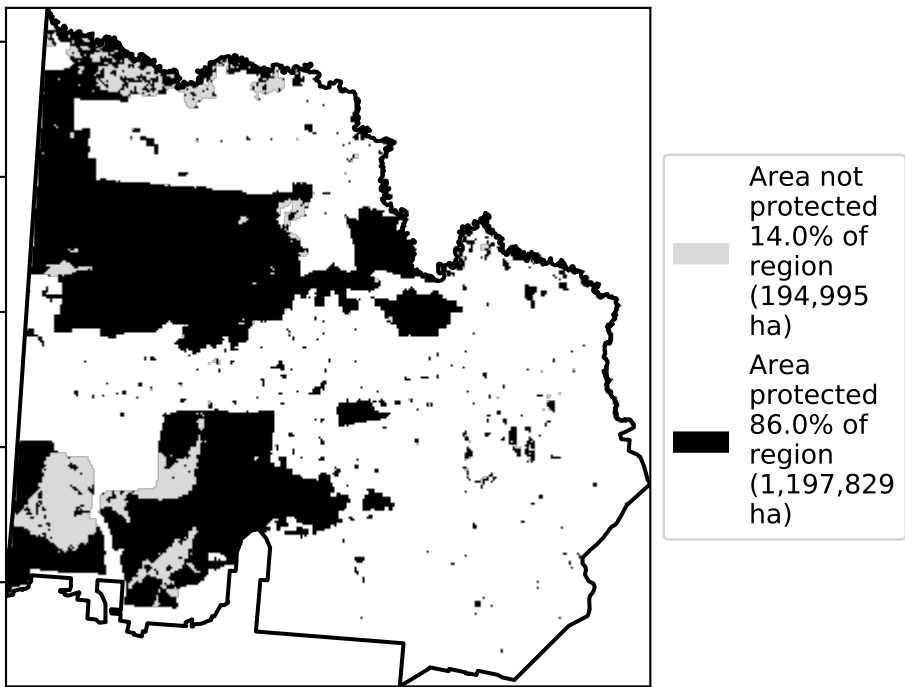 Area not
protected
14.0% of
region
(194,995
ha)
Area
protected
86.0% of
region
(1,197,829
ha)